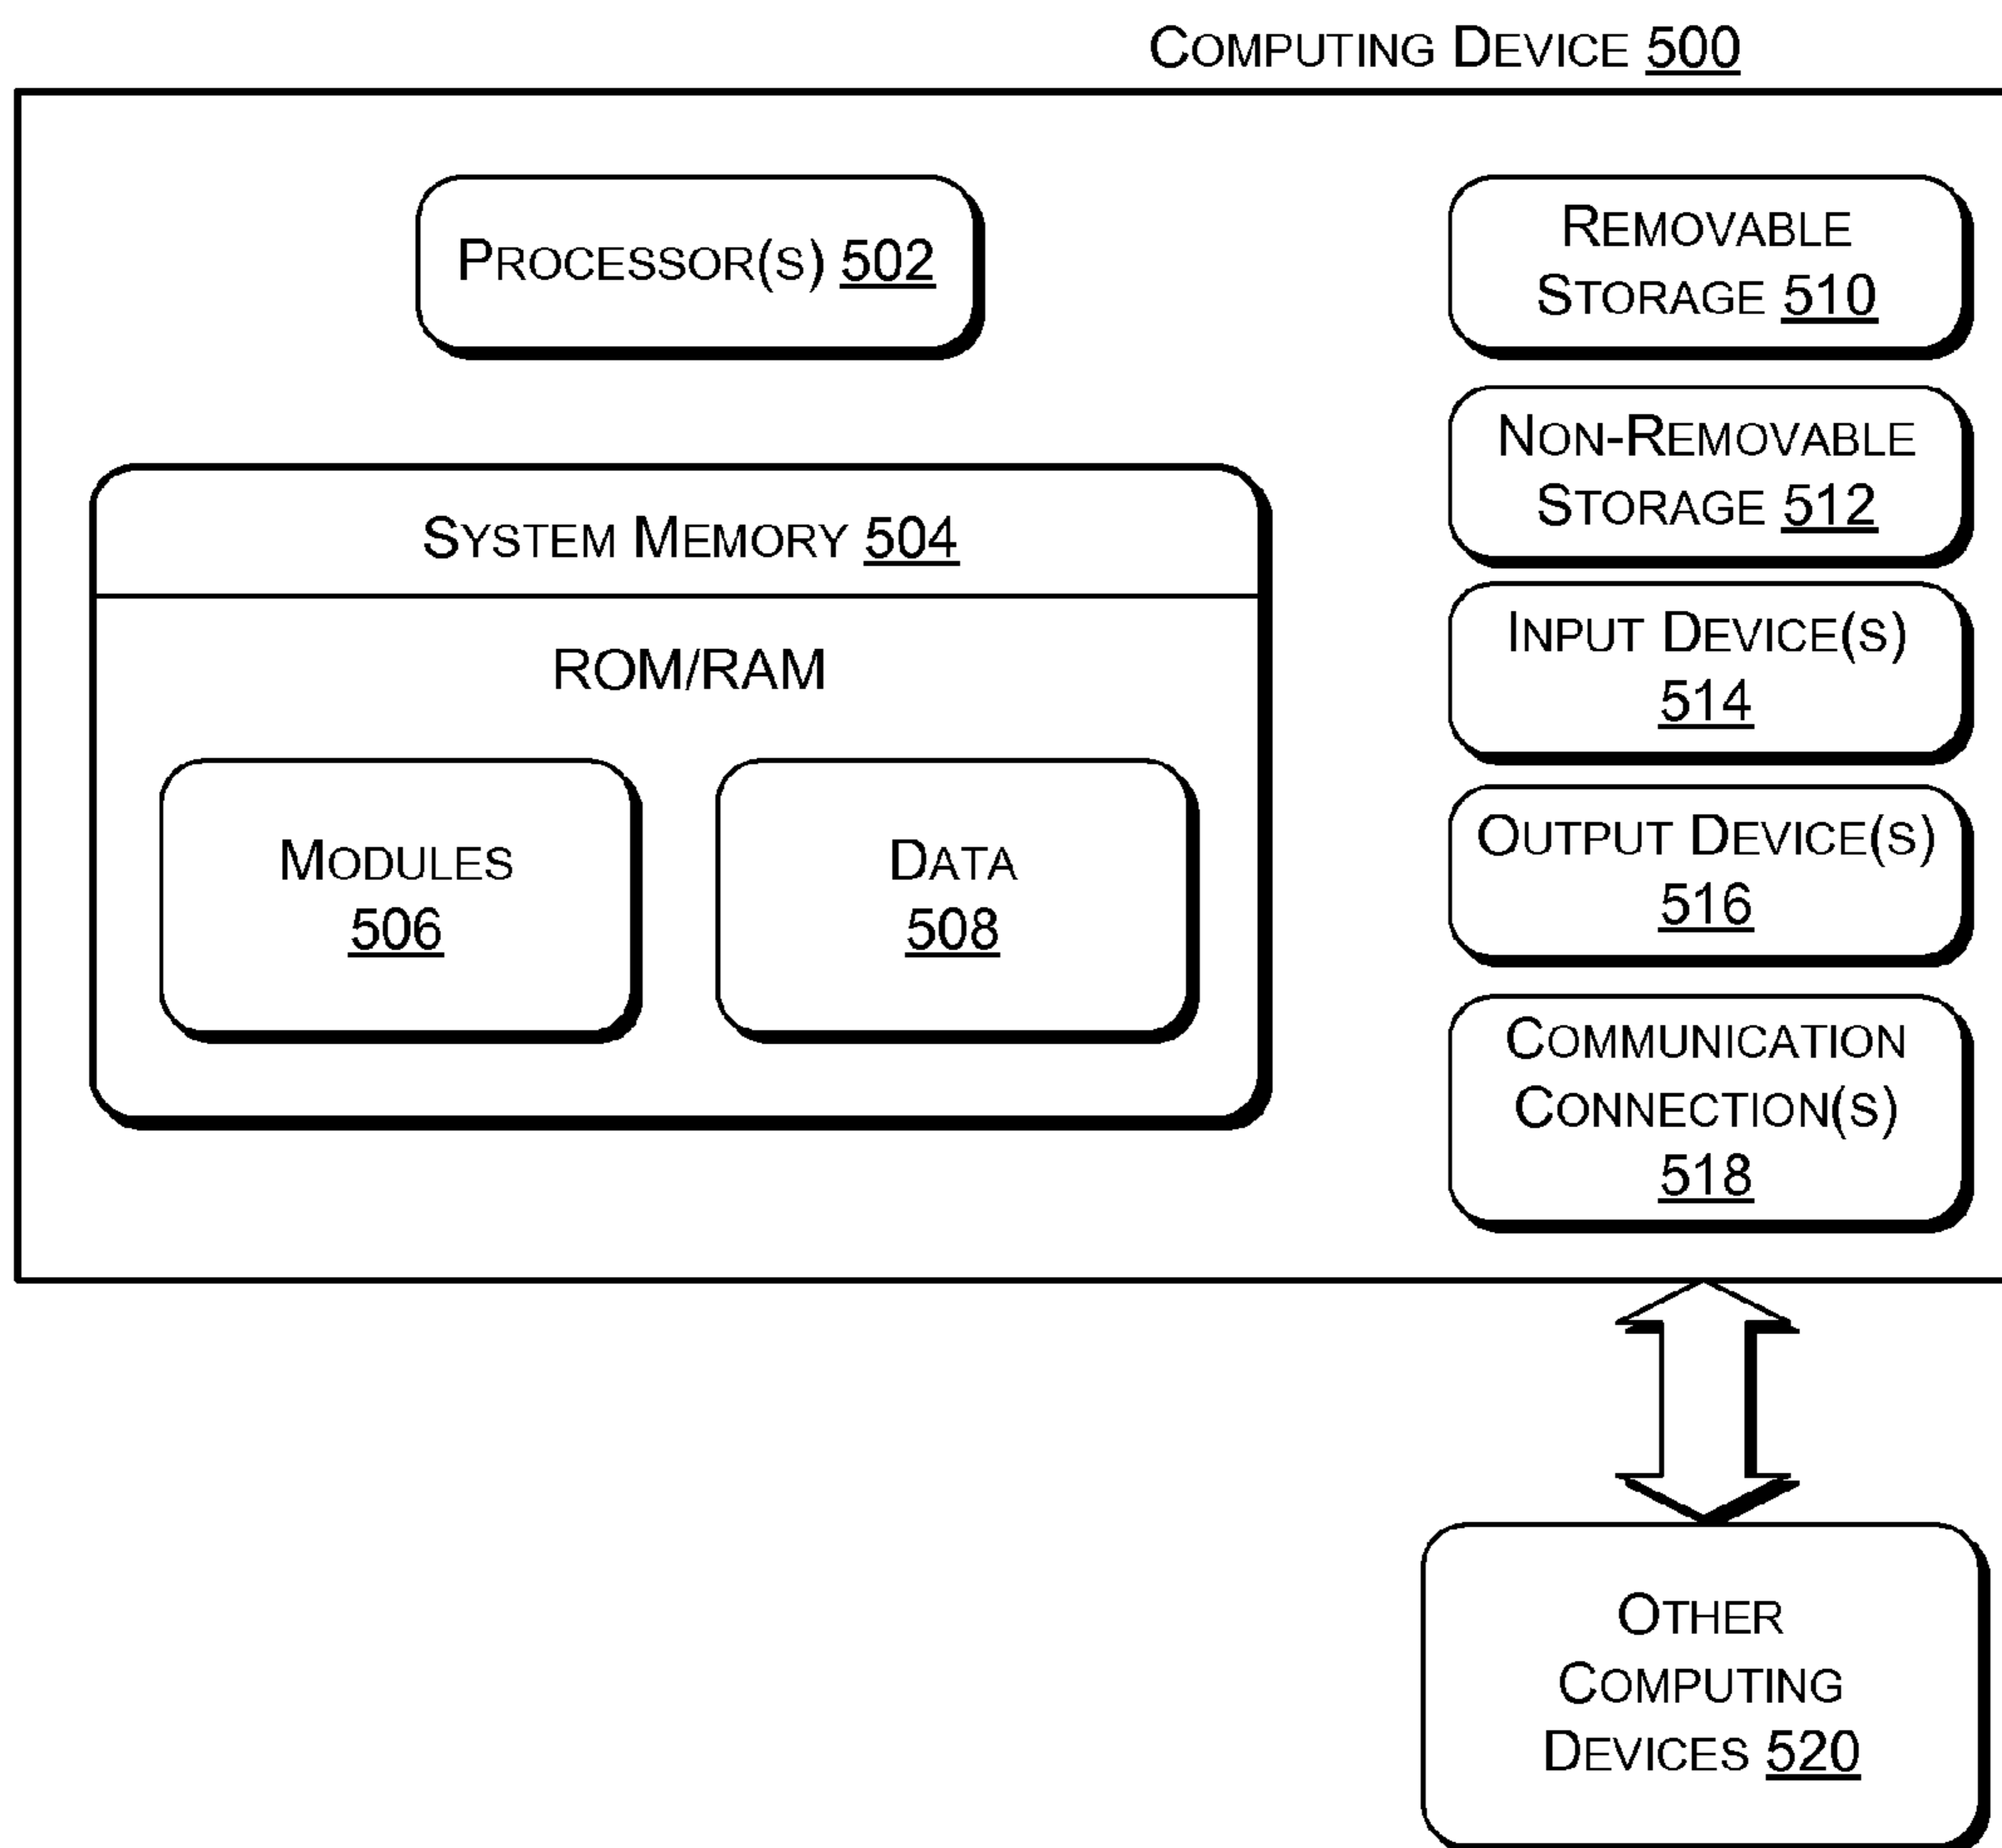 Computing Device 500
Processor(s) 502
System Memory 504
ROM/RAM
Modules
506
Data
508
Removable
Storage 510
Non-Removable
Storage 512
Input Device(s)
514
Output Device(s)
516
Communication
Connection(s)
518
Other
Computing
Devices 520